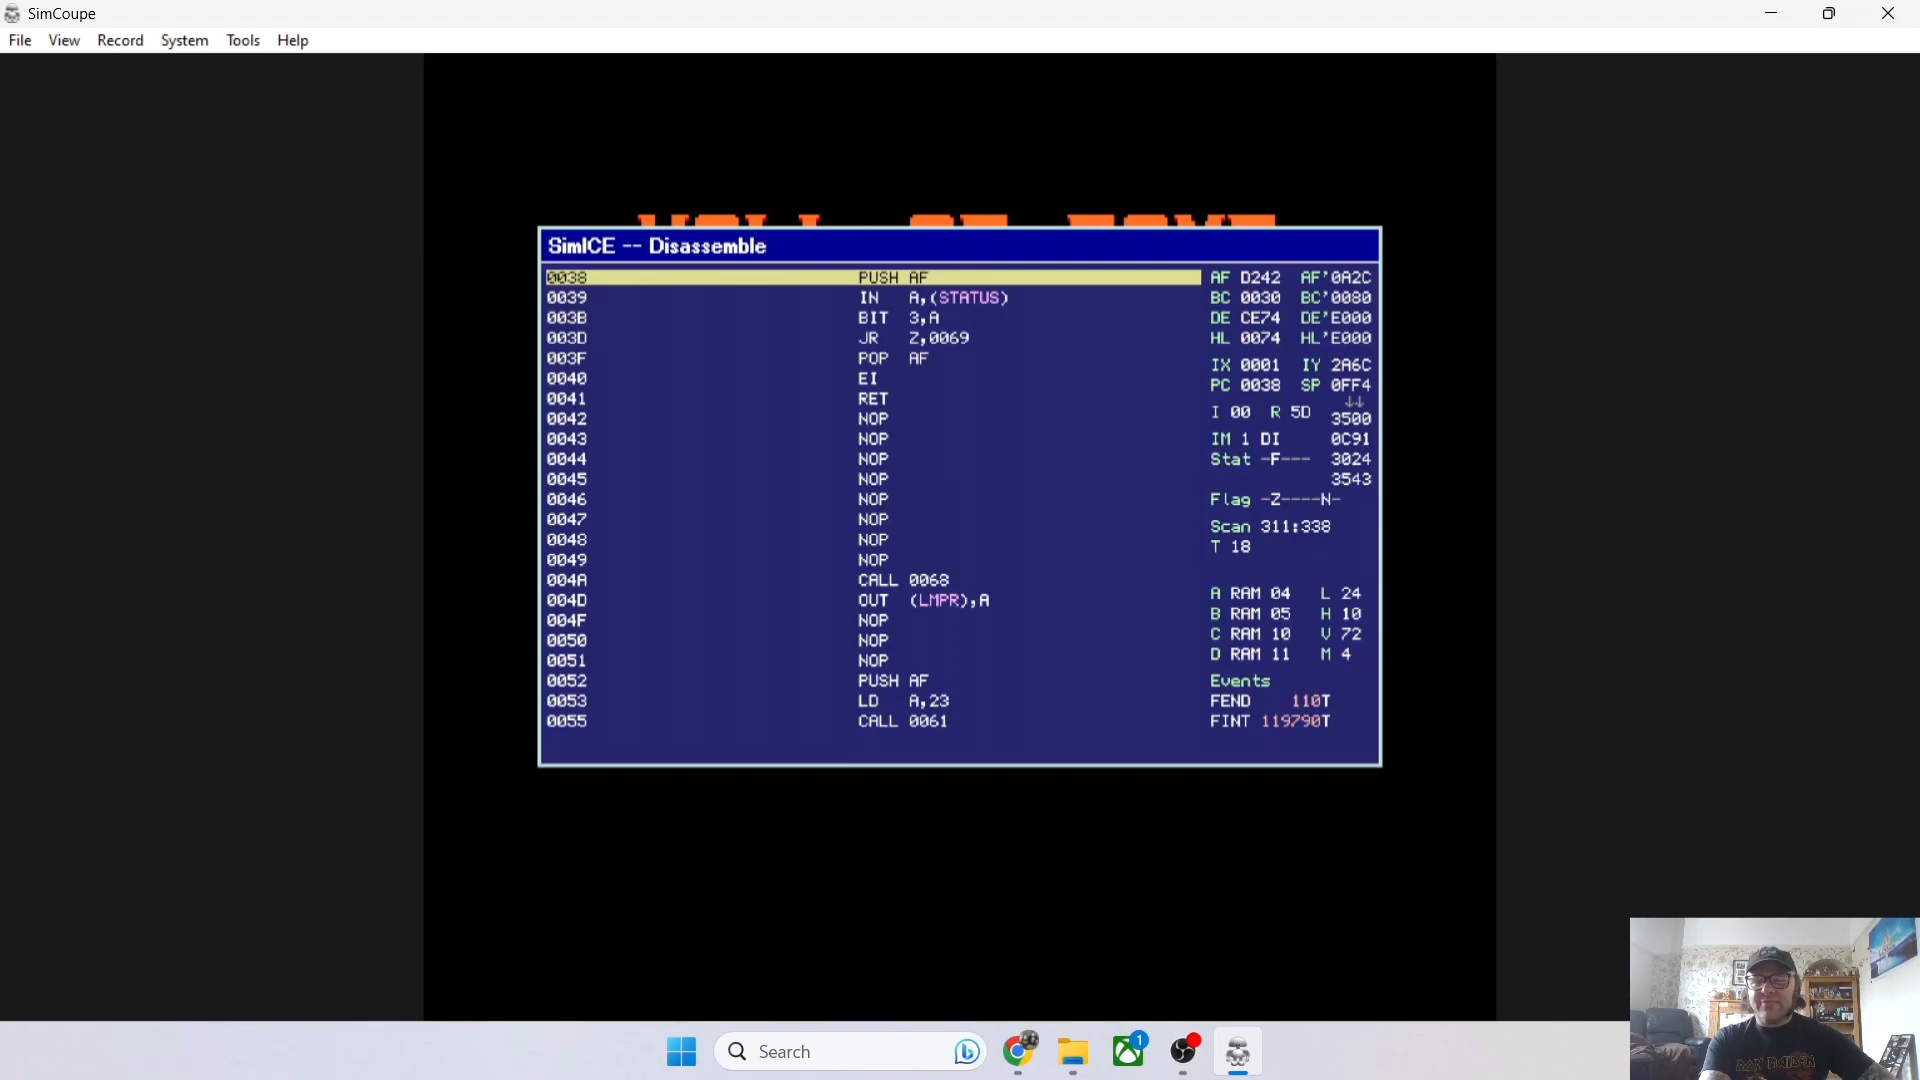 SimCoupe
File View Record System Tools Help
SimICE -- Disassemble
0038 PUSH AF
0039 IN A,(STATUS)
003B BIT 3,A
003D JR Z,0069
003F POP AF
0040 EI
0041 RET
0042 NOP
0043 NOP
0044 NOP
0045 NOP
0046 NOP
0047 NOP
0048 NOP
0049 NOP
004A CALL 0068
004D OUT (LMPR),A
004F NOP
0050 NOP
0051 NOP
0052 PUSH AF
0053 LD A,23
0055 CALL 0061
AF D242 AF'0A2C
BC 0030 BC'0080
DE CE74 DE'E000
HL 0074 HL'E000
IX 0001 IY 2A6C
PC 0038 SP 0FF4
↓↓
I 00 R 5D 3500
IM 1 DI 0C91
Stat -F--- 3024
3543
Flag -Z----N-
Scan 311:338
T 18
A RAM 04 L 24
B RAM 05 H 10
C RAM 10 V 72
D RAM 11 M 4
Events
FEND 110T
FINT 119790T
Search
1
IRON MAIDEN